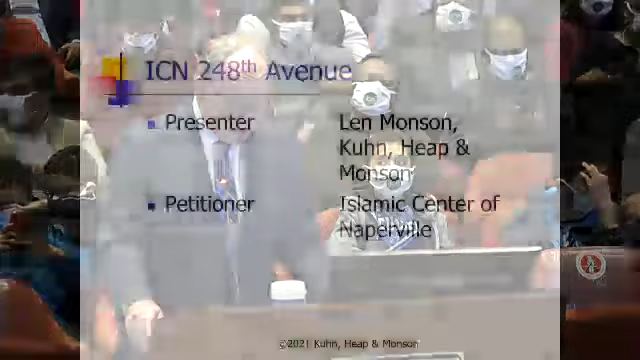 ICN 248th Avenue
Presenter
Len Monson,
Kuhn, Heap &
Monson
Petitioner
Islamic Center of
Naperville
©2021 Kuhn, Heap & Monson